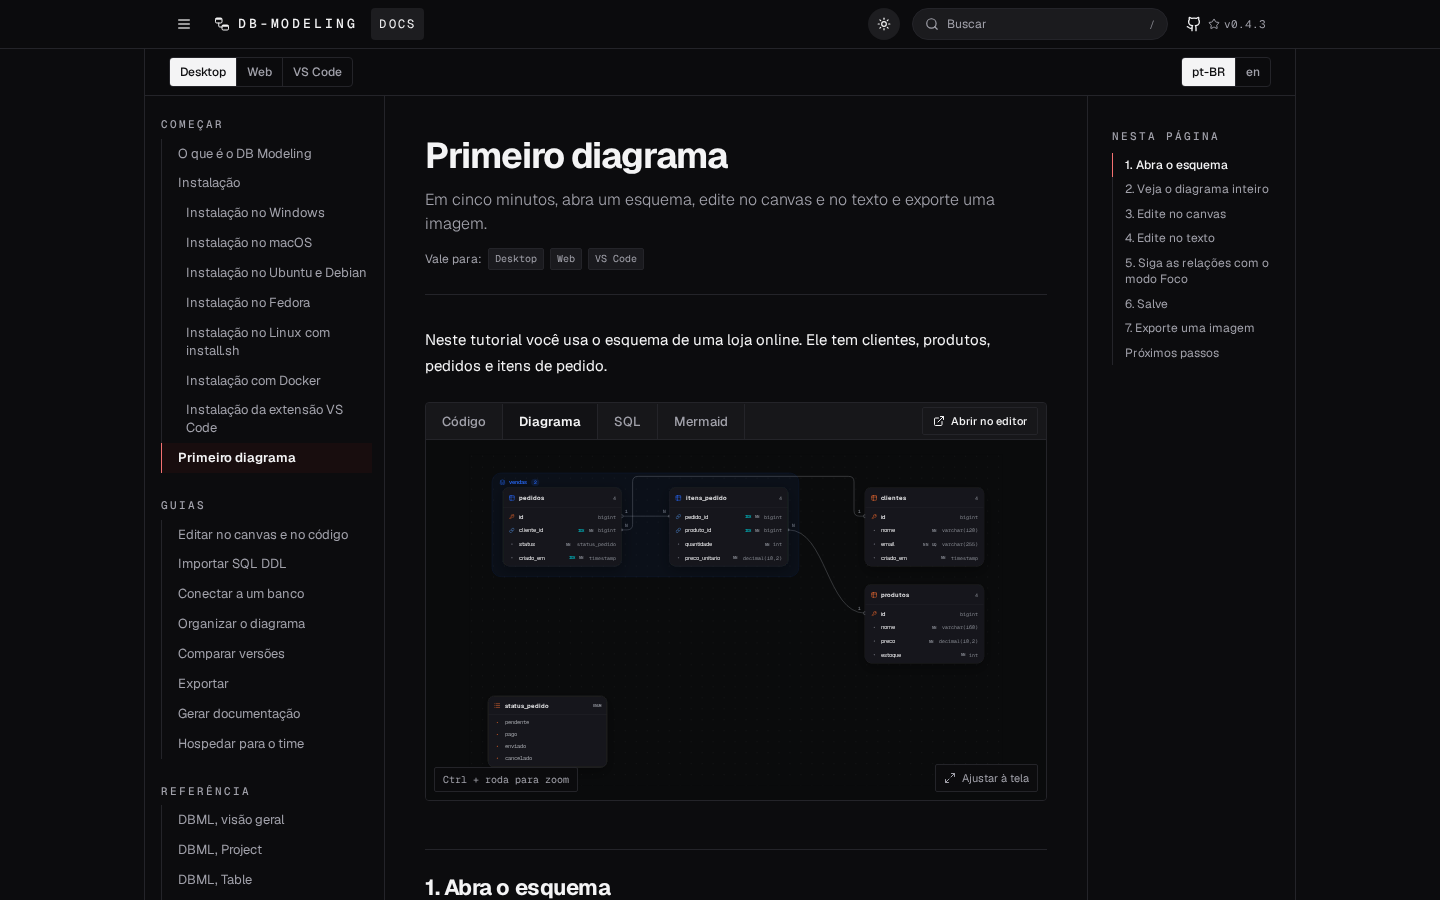 DB-MODELING
DOCS
Buscar
/
v0.4.3
Desktop
Web
VS Code
pt-BR
en
COMEÇAR
O que é o DB Modeling
Instalação
Instalação no Windows
Instalação no macOS
Instalação no Ubuntu e Debian
Instalação no Fedora
Instalação no Linux com
install.sh
Instalação com Docker
Instalação da extensão VS
Code
Primeiro diagrama
GUIAS
Editar no canvas e no código
Importar SQL DDL
Conectar a um banco
Organizar o diagrama
Comparar versões
Exportar
Gerar documentação
Hospedar para o time
REFERÊNCIA
DBML, visão geral
DBML, Project
DBML, Table
Primeiro diagrama
Em cinco minutos, abra um esquema, edite no canvas e no texto e exporte uma
imagem.
Vale para:
Desktop
Web
VS Code
Neste tutorial você usa o esquema de uma loja online. Ele tem clientes, produtos,
pedidos e itens de pedido.
Código
Diagrama
SQL
Mermaid
Abrir no editor
vendas 2
pedidos 4
id bigint
cliente_id bigint
status status_pedido
criado_em timestamp
itens_pedido 4
pedido_id bigint
produto_id bigint
quantidade int
preco_unitario decimal(10,2)
clientes 4
id bigint
nome varchar(120)
email varchar(255)
criado_em timestamp
produtos 4
id bigint
nome varchar(160)
preco decimal(10,2)
estoque int
status_pedido
pendente
pago
enviado
cancelado
Ctrl + roda para zoom
Ajustar à tela
1. Abra o esquema
NESTA PÁGINA
1. Abra o esquema
2. Veja o diagrama inteiro
3. Edite no canvas
4. Edite no texto
5. Siga as relações com o
modo Foco
6. Salve
7. Exporte uma imagem
Próximos passos